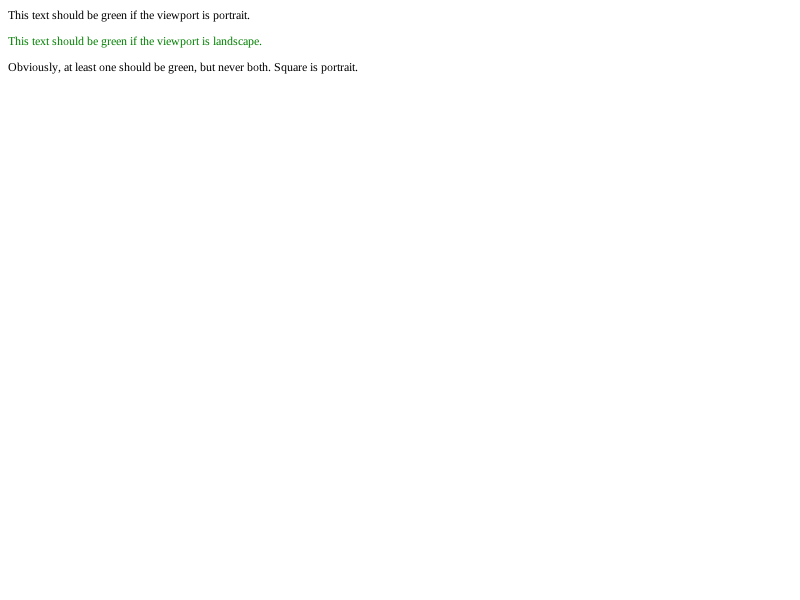 This text should be green if the viewport is portrait.
This text should be green if the viewport is landscape.
Obviously, at least one should be green, but never both. Square is portrait.